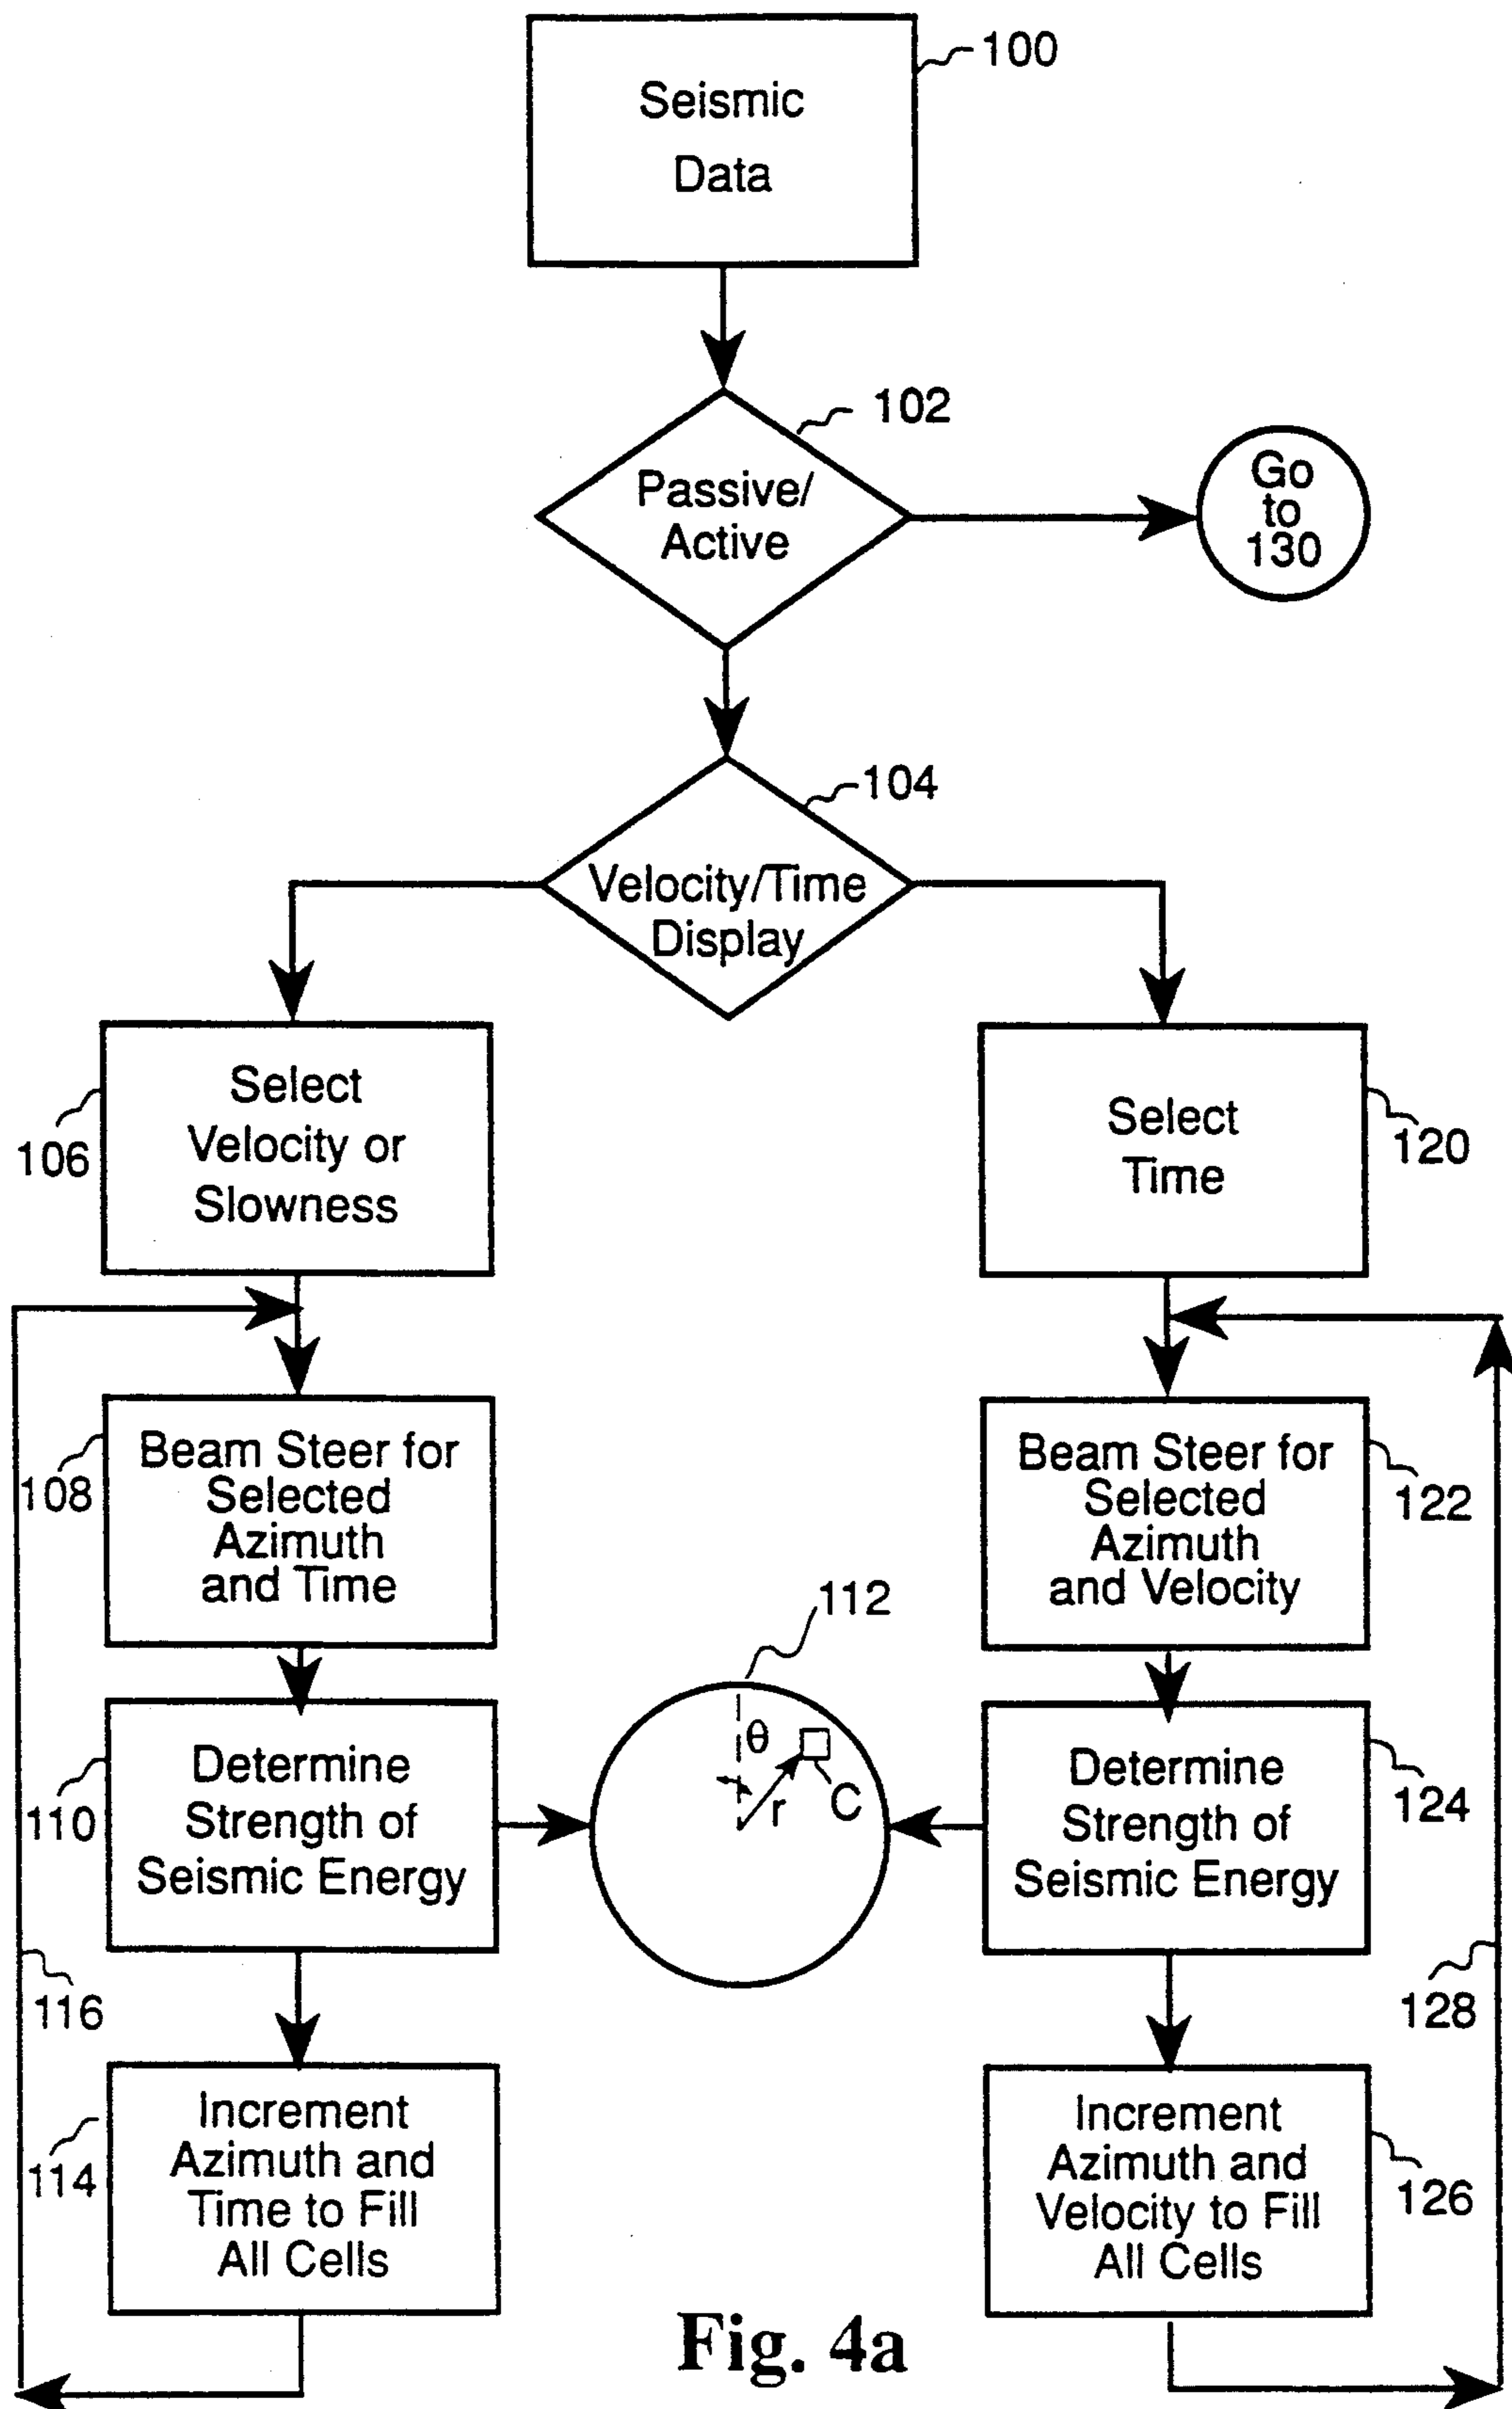 Seismic
Data
100
Passive/
Active
102
Go
to
130
Velocity/Time
Display
104
Select
Velocity or
Slowness
106
Select
Time
120
Beam Steer for
Selected
Azimuth
and Time
108
Beam Steer for
Selected
Azimuth
and Velocity
122
112
θ
r
C
Determine
Strength of
Seismic Energy
110
Determine
Strength of
Seismic Energy
124
116
128
Increment
Azimuth and
Time to Fill
All Cells
114
Increment
Azimuth and
Velocity to Fill
All Cells
126
Fig. 4a